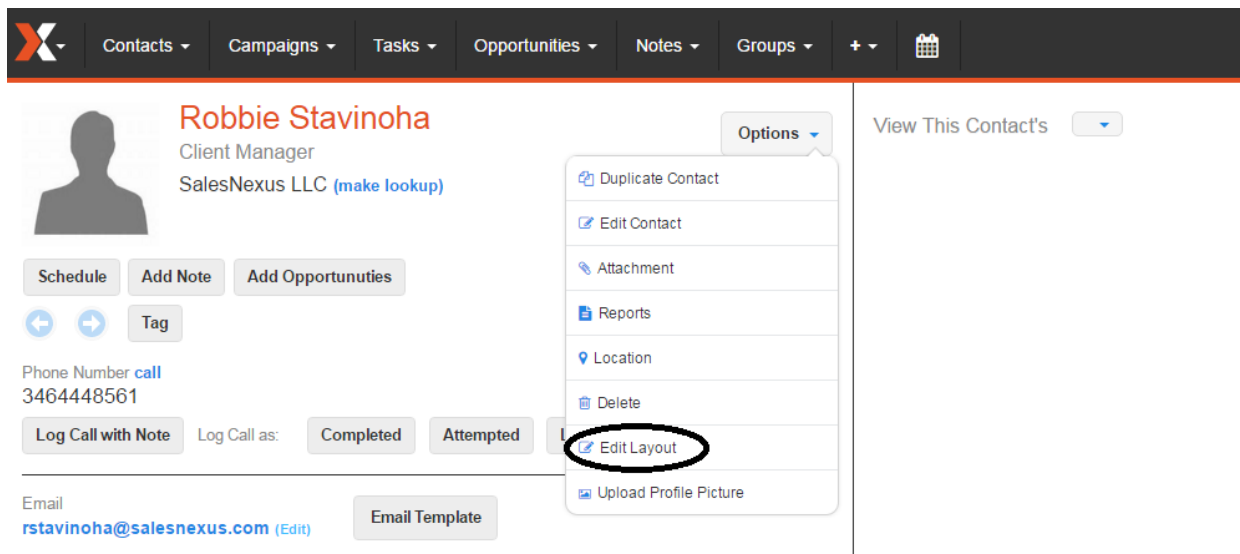 Contacts Campaigns Tasks Opportunities Notes Groups +
Robbie Stavinoha
Client Manager
SalesNexus LLC (make lookup)
Options
View This Contact's
Duplicate Contact
Edit Contact
Attachment
Reports
Location
Delete
Edit Layout
Upload Profile Picture
Schedule Add Note Add Opportunuties
Tag
Phone Number call
3464448561
Log Call with Note Log Call as: Completed Attempted
Email
rstavinoha@salesnexus.com (Edit)
Email Template